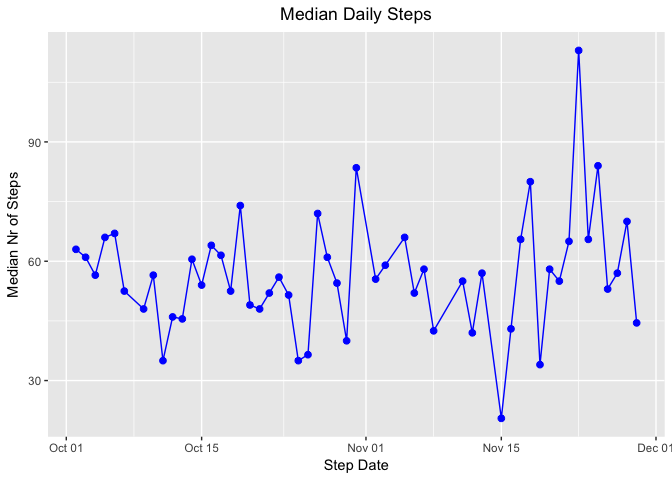 Median Daily Steps
Median Nr of Steps
90
60
30
Oct 01
Oct 15
Nov 01
Nov 15
Dec 01
Step Date